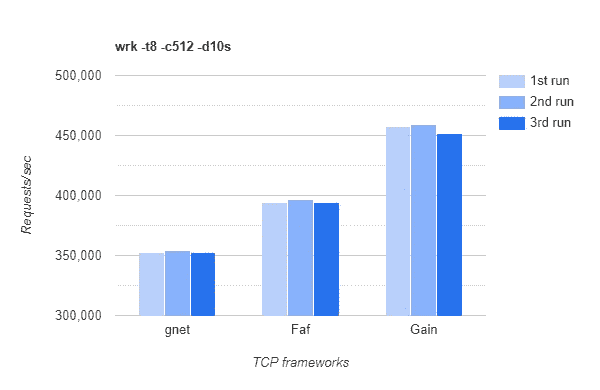 wrk -t8 -c512 -d10s
500,000
450,000
400,000
350,000
300,000
Requests/sec
gnet Faf Gain
TCP frameworks
1st run
2nd run
3rd run